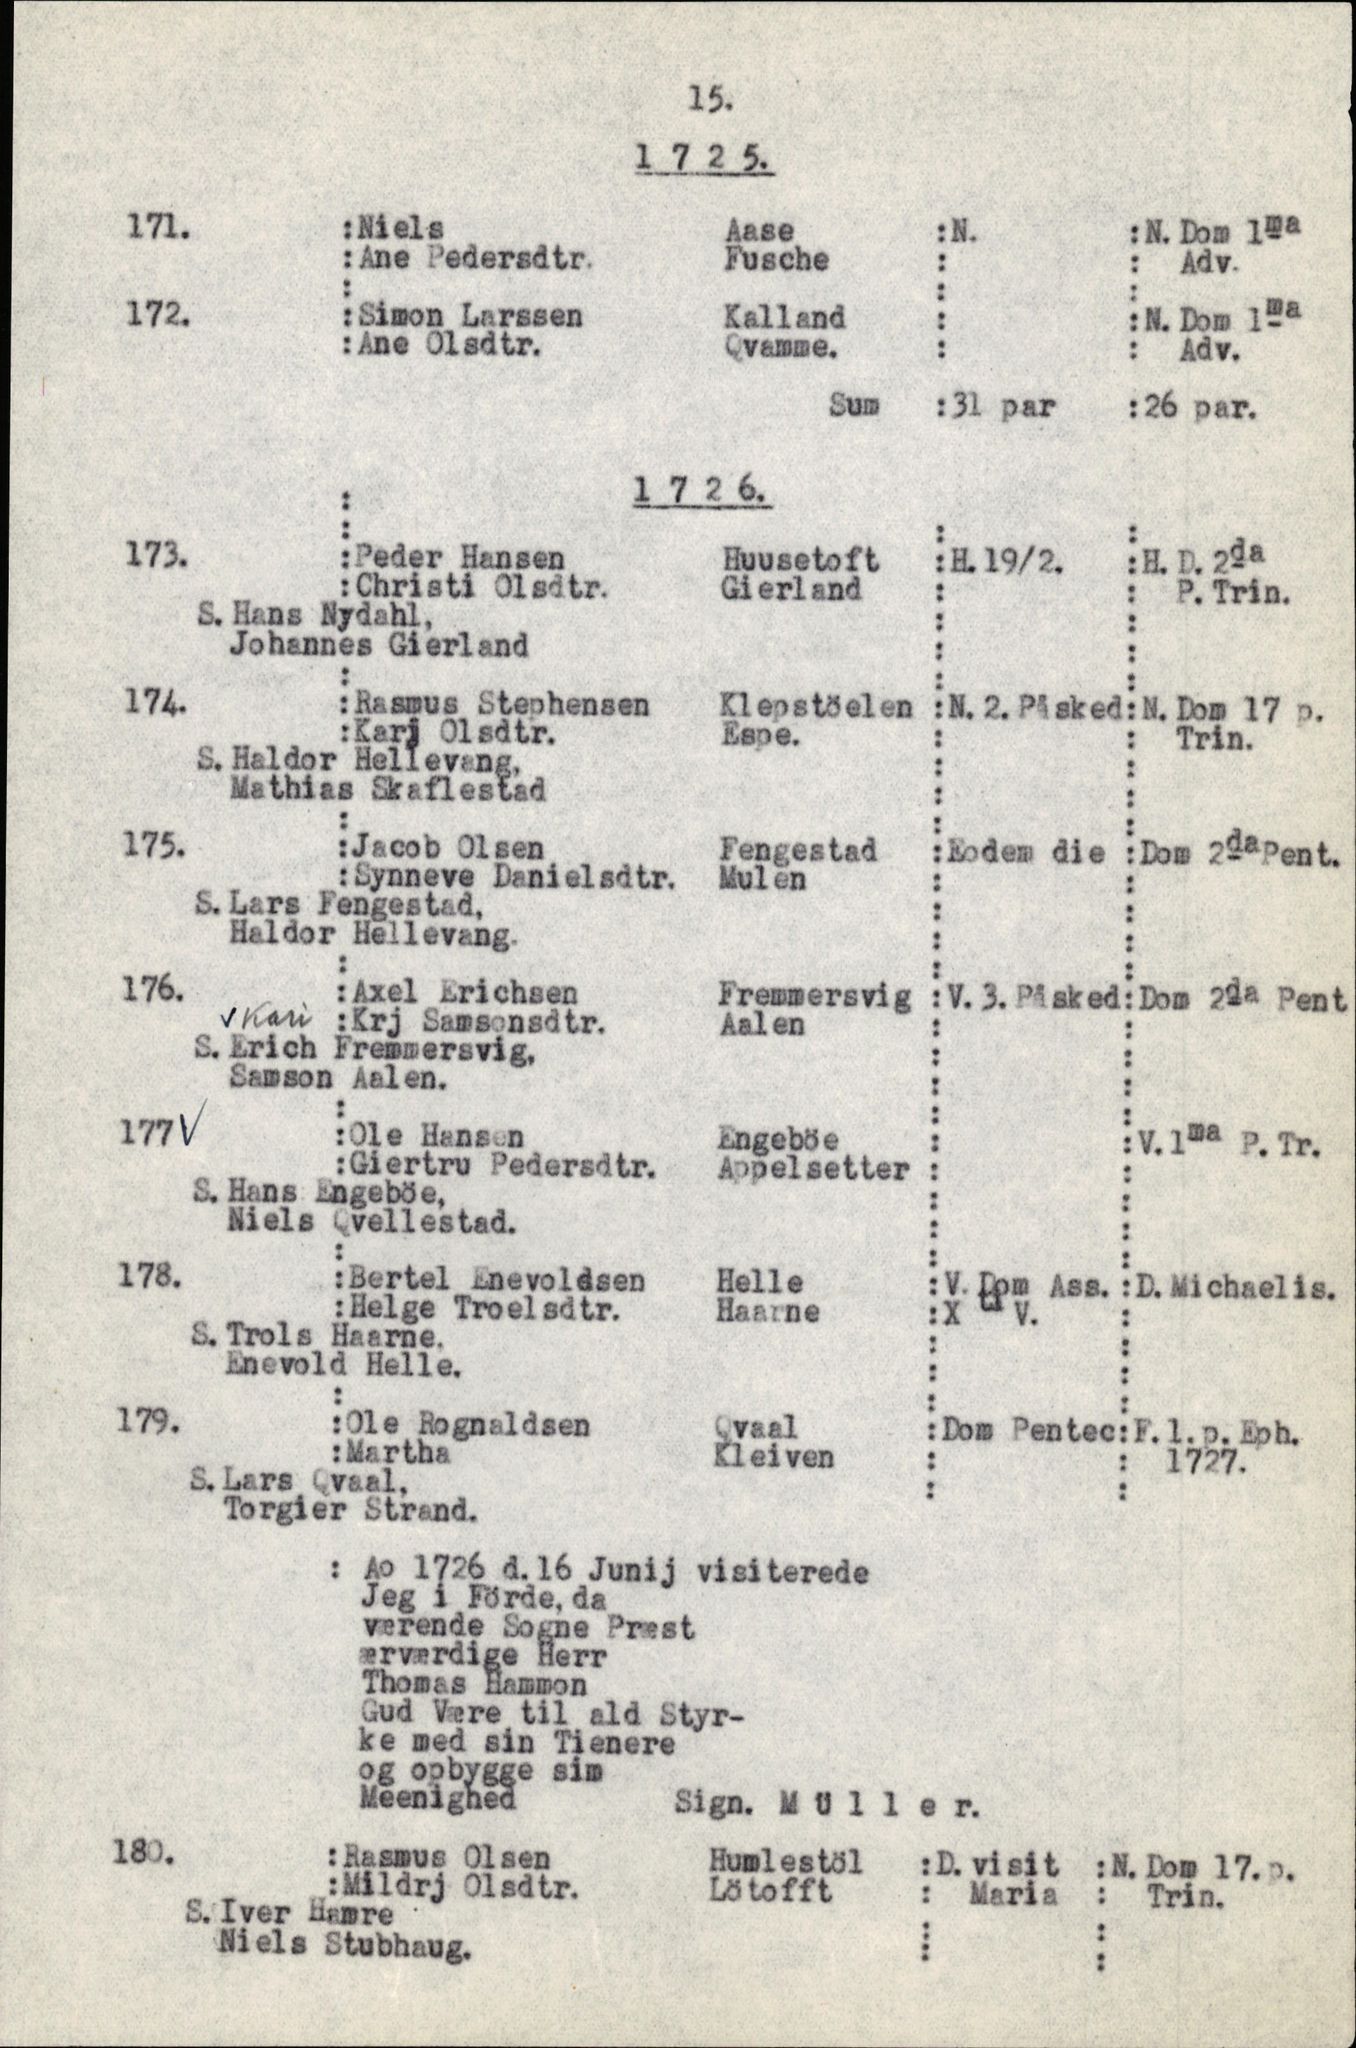 15.
1 7 2 5.
171. :Niels Aase :N. :N. Dom 1ma
:Ane Pedersdtr. Fusche : : Adv.
172. :Simon Larssen Kalland : :N. Dom 1ma
:Ane Olsdtr. Qvamme. : : Adv.
Sum :31 par :26 par.
1 7 2 6.
173. :Peder Hansen Huusetoft :H.19/2. :H. D. 2da
:Christi Olsdtr. Gierland : : P. Trin.
S. Hans Nydahl,
Johannes Gierland
174. :Rasmus Stephensen Klepstöelen :N. 2. Påsked:N. Dom 17 p.
:Karj Olsdtr. Espe. : : Trin.
S. Haldor Hellevang,
Mathias Skaflestad
175. :Jacob Olsen Fengestad :Eodem die :Dom 2da Pent.
:Synneve Danielsdtr. Mulen :
S. Lars Fengestad,
Haldor Hellevang.
176. :Axel Erichsen Fremmersvig :V. 3. Påsked:Dom 2da Pent
√ Kari :Krj Samsonsdtr. Aalen :
S. Erich Fremmersvig,
Samson Aalen.
177 √ :Ole Hansen Engeböe : :V. 1ma P. Tr.
:Giertru Pedersdtr. Appelsetter :
S. Hans Engeböe,
Niels Qvellestad.
178. :Bertel Enevoldsen Helle :V. Dom Ass. :D. Michaelis.
:Helge Troelsdtr. Haarne :X ti V. :
S. Trols Haarne,
Enevold Helle.
179. :Ole Rognaldsen Qvaal :Dom Pentec:F. 1. p. Eph.
:Martha Kleiven : : 1727.
S. Lars Qvaal,
Torgier Strand.
: Ao 1726 d. 16 Junij visiterede
Jeg i Förde, da
værende Sogne Præst
ærværdige Herr
Thomas Hammon
Gud Være til ald Styr-
ke med sin Tienere
og opbygge sim
Meenighed Sign. M ü l l e r.
180. :Rasmus Olsen Humlestöl :D. visit :N. Dom 17. p.
:Mildrj Olsdtr. Lötofft : Maria : Trin.
S. Iver Hamre
Niels Stubhaug.